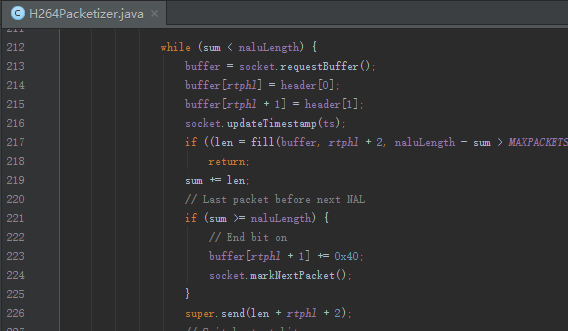 H264Packetizer.java ×
212 while (sum < naluLength) {
213 buffer = socket.requestBuffer();
214 buffer[rtphl] = header[0];
215 buffer[rtphl + 1] = header[1];
216 socket.updateTimestamp(ts);
217 if ((len = fill(buffer, rtphl + 2, naluLength - sum > MAXPACKETS
218 return;
219 sum += len;
220 // Last packet before next NAL
221 if (sum >= naluLength) {
222 // End bit on
223 buffer[rtphl + 1] += 0x40;
224 socket.markNextPacket();
225 }
226 super.send(len + rtphl + 2);